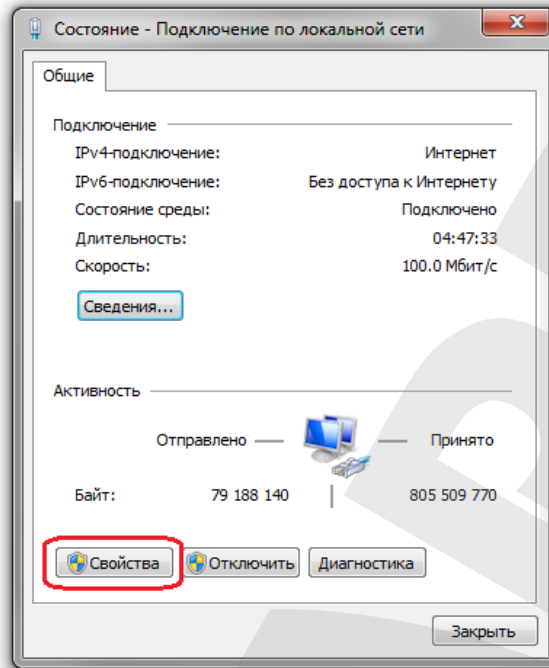 Состояние - Подключение по локальной сети
Общие
Подключение
IPv4-подключение: Интернет
IPv6-подключение: Без доступа к Интернету
Состояние среды: Подключено
Длительность: 04:47:33
Скорость: 100.0 Мбит/с
Сведения...
Активность
Отправлено — — Принято
Байт: 79 188 140 | 805 509 770
Свойства Отключить Диагностика
Закрыть